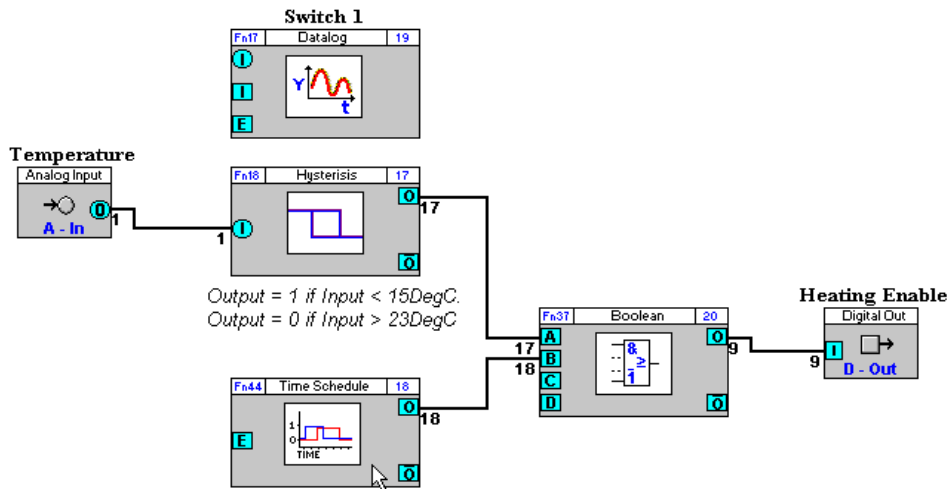 Switch 1
Fn17 Datalog 19
I
I
E
Y
t
Temperature
Analog Input
O
1
A - In
Fn18 Hysterisis 17
1
I
O
17
O
Output = 1 if Input < 15DegC.
Output = 0 if Input > 23DegC
Fn44 Time Schedule 18
E
1
0
TIME
O
18
O
Fn37 Boolean 20
17
18
A
B
C
D
&
≥
1
O
9
O
Heating Enable
Digital Out
9
I
D - Out